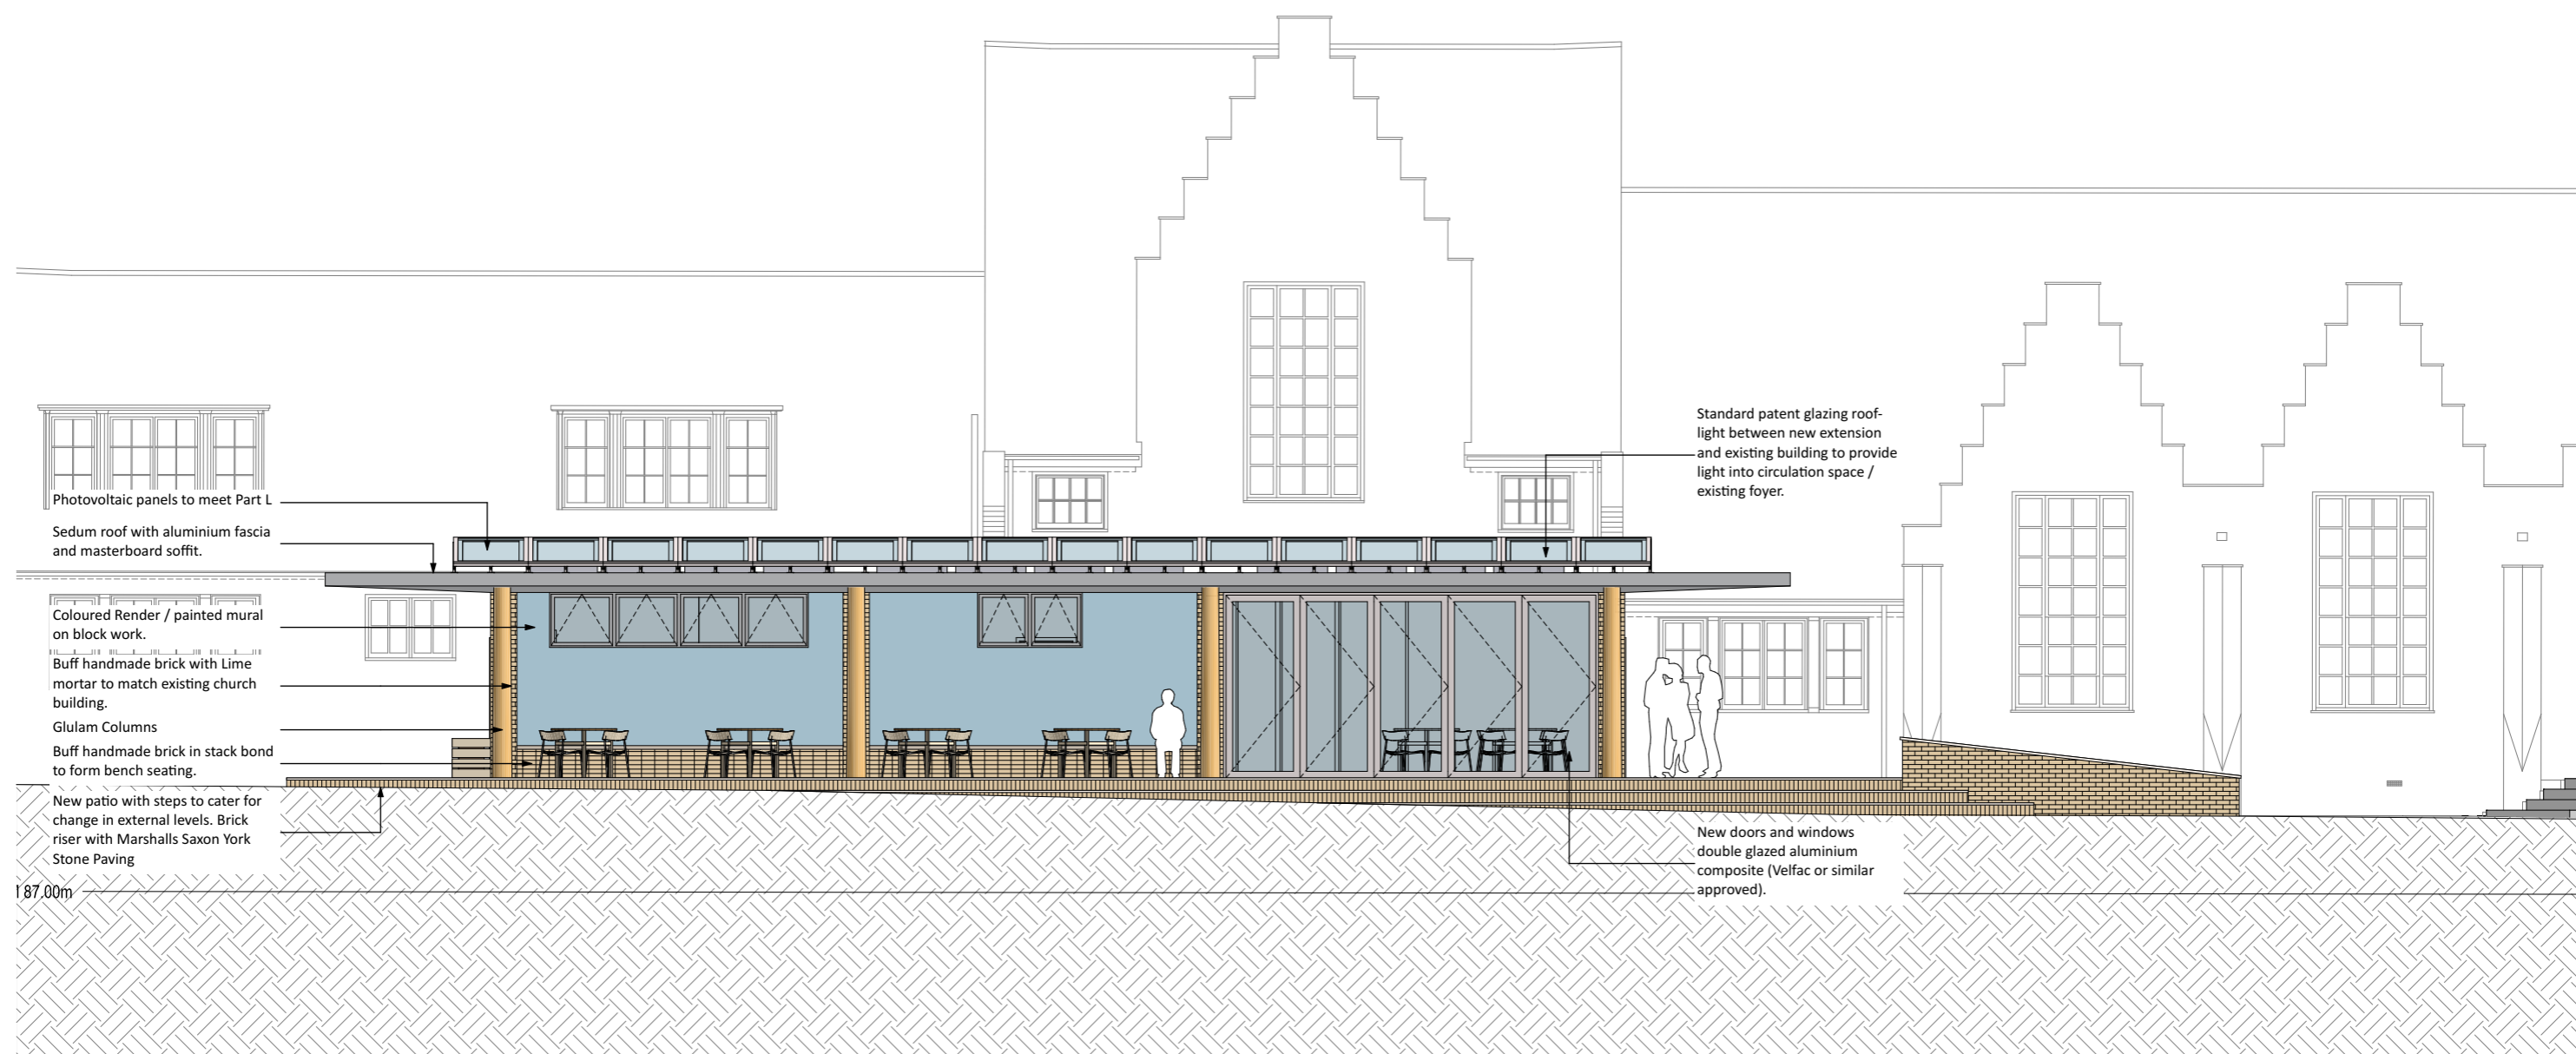 Photovoltaic panels to meet Part L
Sedum roof with aluminium fascia
and masterboard soffit.
Coloured Render / painted mural
on block work.
Buff handmade brick with Lime
mortar to match existing church
building.
Glulam Columns
Buff handmade brick in stack bond
to form bench seating.
New patio with steps to cater for
change in external levels. Brick
riser with Marshalls Saxon York
Stone Paving
187.00m
Standard patent glazing roof-
light between new extension
and existing building to provide
light into circulation space /
existing foyer.
New doors and windows
double glazed aluminium
composite (Velfac or similar
approved).